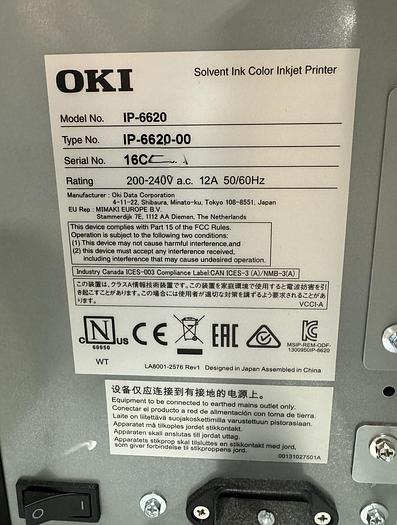 OKI
Solvent Ink Color Inkjet Printer
Model No. IP-6620
Type No. IP-6620-00
Serial No. 16C
Rating 200-240V a.c. 12A 50/60Hz
Manufacturer : Oki Data Corporation
4-11-22, Shibaura, Minato-ku, Tokyo 108-8551, Japan
EU Rep : MIMAKI EUROPE B.V.
Stammerdijk 7E, 1112 AA Diemen, The Netherlands
This device complies with Part 15 of the FCC Rules.
Operation is subject to the following two conditions:
(1) This device may not cause harmful interference,and
(2) this device must accept any interference received,
including interference that may cause undesired operation.
Industry Canada ICES-003 Compliance Label:CAN ICES-3 (A)/NMB-3(A)
この装置は、クラスA情報技術装置です。この装置を家庭環境で使用すると電波妨害を引
き起こすことがあります。この場合には使用者が適切な対策を講ずるよう要求されることがあ
ります。 VCCI-A
C N US
60950
CE
EAC
MSIP-REM-ODF-
1300950IP-6620
WT LA8001-2576 Rev1 Designed in Japan Assembled in China
设备仅应连接到有接地的电源上。
Equipment to be connected to earthed mains outlet only.
Conectar el producto a red de alimentación con toma de tierra.
Laite on liitettävä suojakoskettimilla varustettuun pistorasiaan.
Apparatet må tilkoples jordet stikkontakt.
Apparaten skall anslutas till jordat uttag.
Apparatets stikprop skal tilsluttes en stikkontakt med jord,
som giver forbindelse til stikproppens jord.
00131027501A